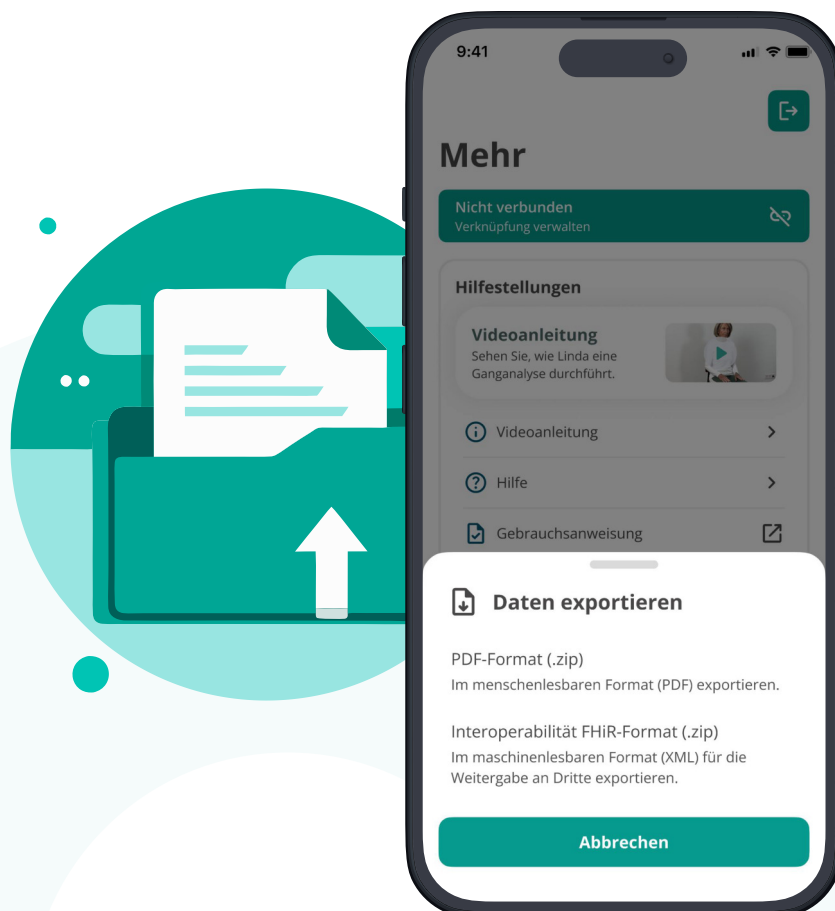 9:41
Mehr
Nicht verbunden
Verknüpfung verwalten
Hilfestellungen
Videoanleitung
Sehen Sie, wie Linda eine
Ganganalyse durchführt.
Videoanleitung
Hilfe
Gebrauchsanweisung
Daten exportieren
PDF-Format (.zip)
Im menschenlesbaren Format (PDF) exportieren.
Interoperabilität FHiR-Format (.zip)
Im maschinenlesbaren Format (XML) für die
Weitergabe an Dritte exportieren.
Abbrechen